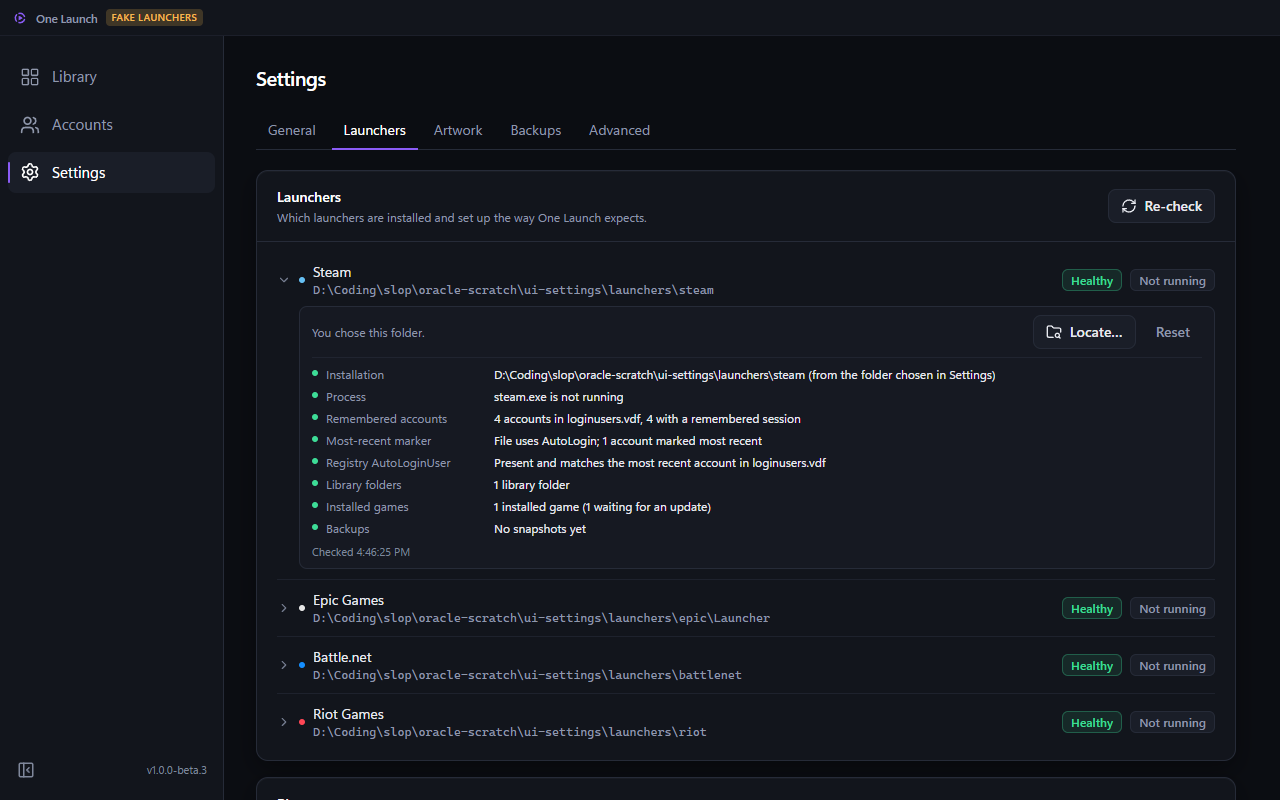 One Launch FAKE LAUNCHERS
Library
Accounts
Settings
Settings
General Launchers Artwork Backups Advanced
Launchers
Which launchers are installed and set up the way One Launch expects.
Re-check
Steam
D:\Coding\slop\oracle-scratch\ui-settings\launchers\steam
Healthy Not running
You chose this folder.
Locate... Reset
Installation D:\Coding\slop\oracle-scratch\ui-settings\launchers\steam (from the folder chosen in Settings)
Process steam.exe is not running
Remembered accounts 4 accounts in loginusers.vdf, 4 with a remembered session
Most-recent marker File uses AutoLogin; 1 account marked most recent
Registry AutoLoginUser Present and matches the most recent account in loginusers.vdf
Library folders 1 library folder
Installed games 1 installed game (1 waiting for an update)
Backups No snapshots yet
Checked 4:46:25 PM
Epic Games
D:\Coding\slop\oracle-scratch\ui-settings\launchers\epic\Launcher
Healthy Not running
Battle.net
D:\Coding\slop\oracle-scratch\ui-settings\launchers\battlenet
Healthy Not running
Riot Games
D:\Coding\slop\oracle-scratch\ui-settings\launchers\riot
Healthy Not running
v1.0.0-beta.3